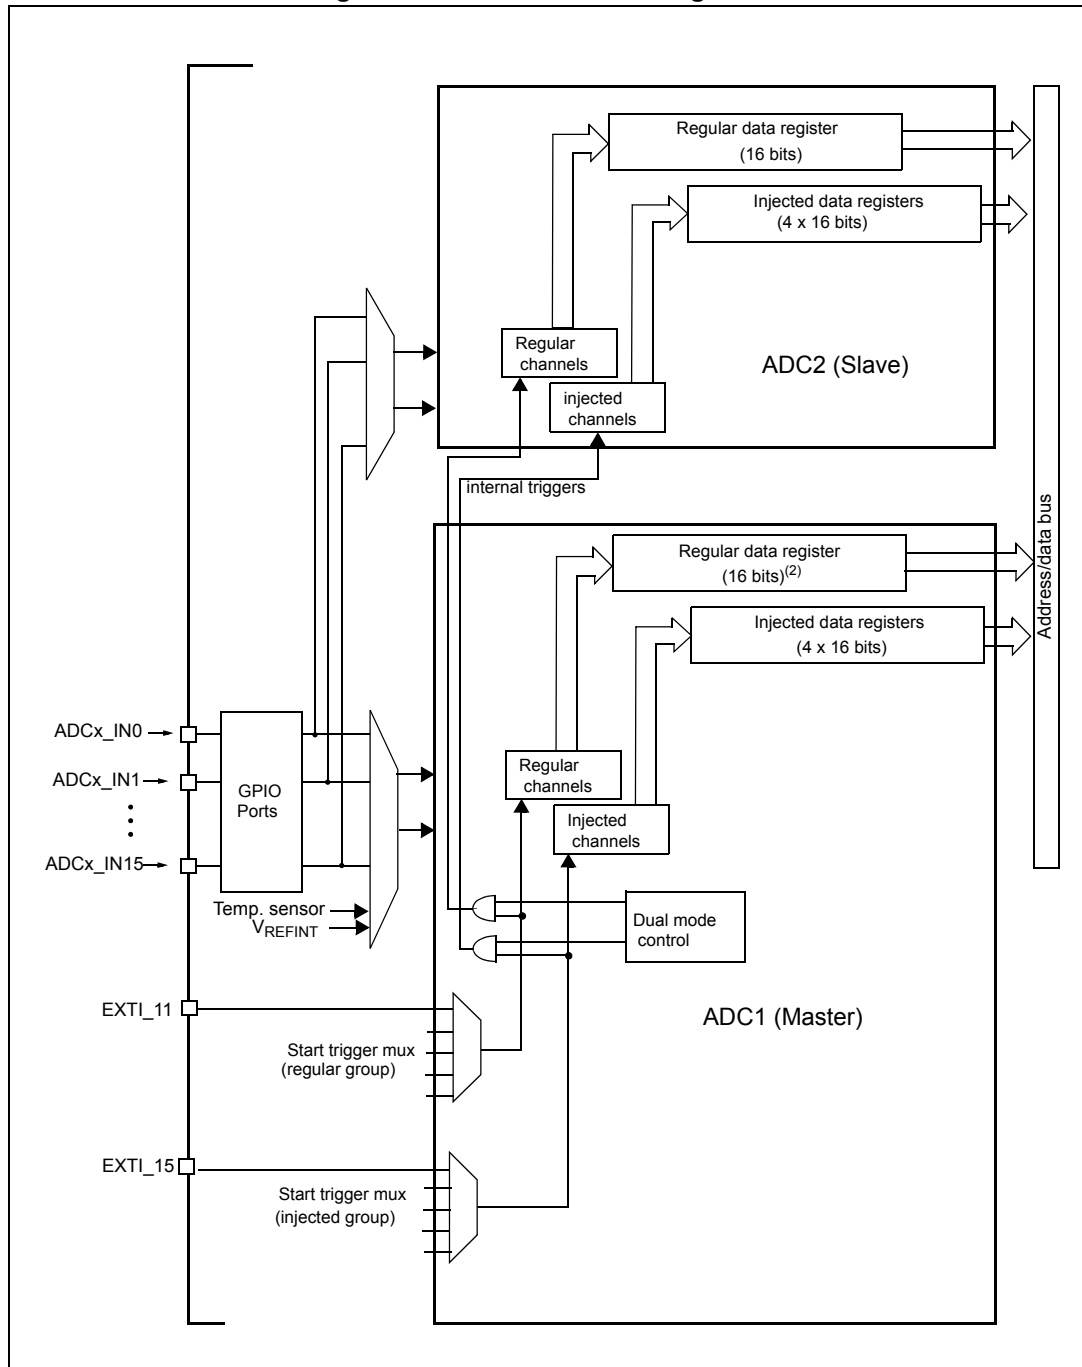 Regular data register
(16 bits)
Injected data registers
(4 x 16 bits)
Regular
channels
injected
channels
ADC2 (Slave)
internal triggers
Regular data register
(16 bits)(2)
Injected data registers
(4 x 16 bits)
Address/data bus
ADCx_IN0
ADCx_IN1
ADCx_IN15
GPIO
Ports
Regular
channels
Injected
channels
Temp. sensor
VREFINT
Dual mode
control
EXTI_11
ADC1 (Master)
Start trigger mux
(regular group)
EXTI_15
Start trigger mux
(injected group)